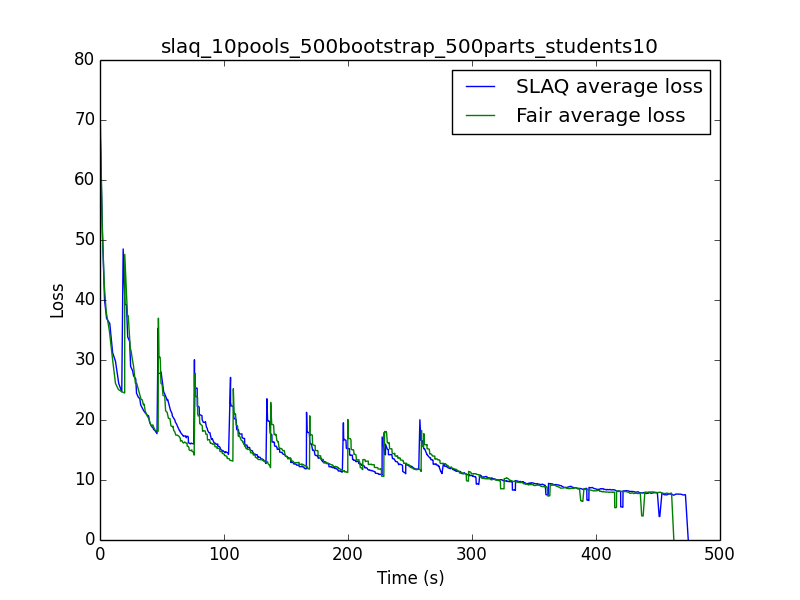 slaq_10pools_500bootstrap_500parts_students10
80
70
60
50
40
30
20
10
0
Loss
SLAQ average loss
Fair average loss
0 100 200 300 400 500
Time (s)